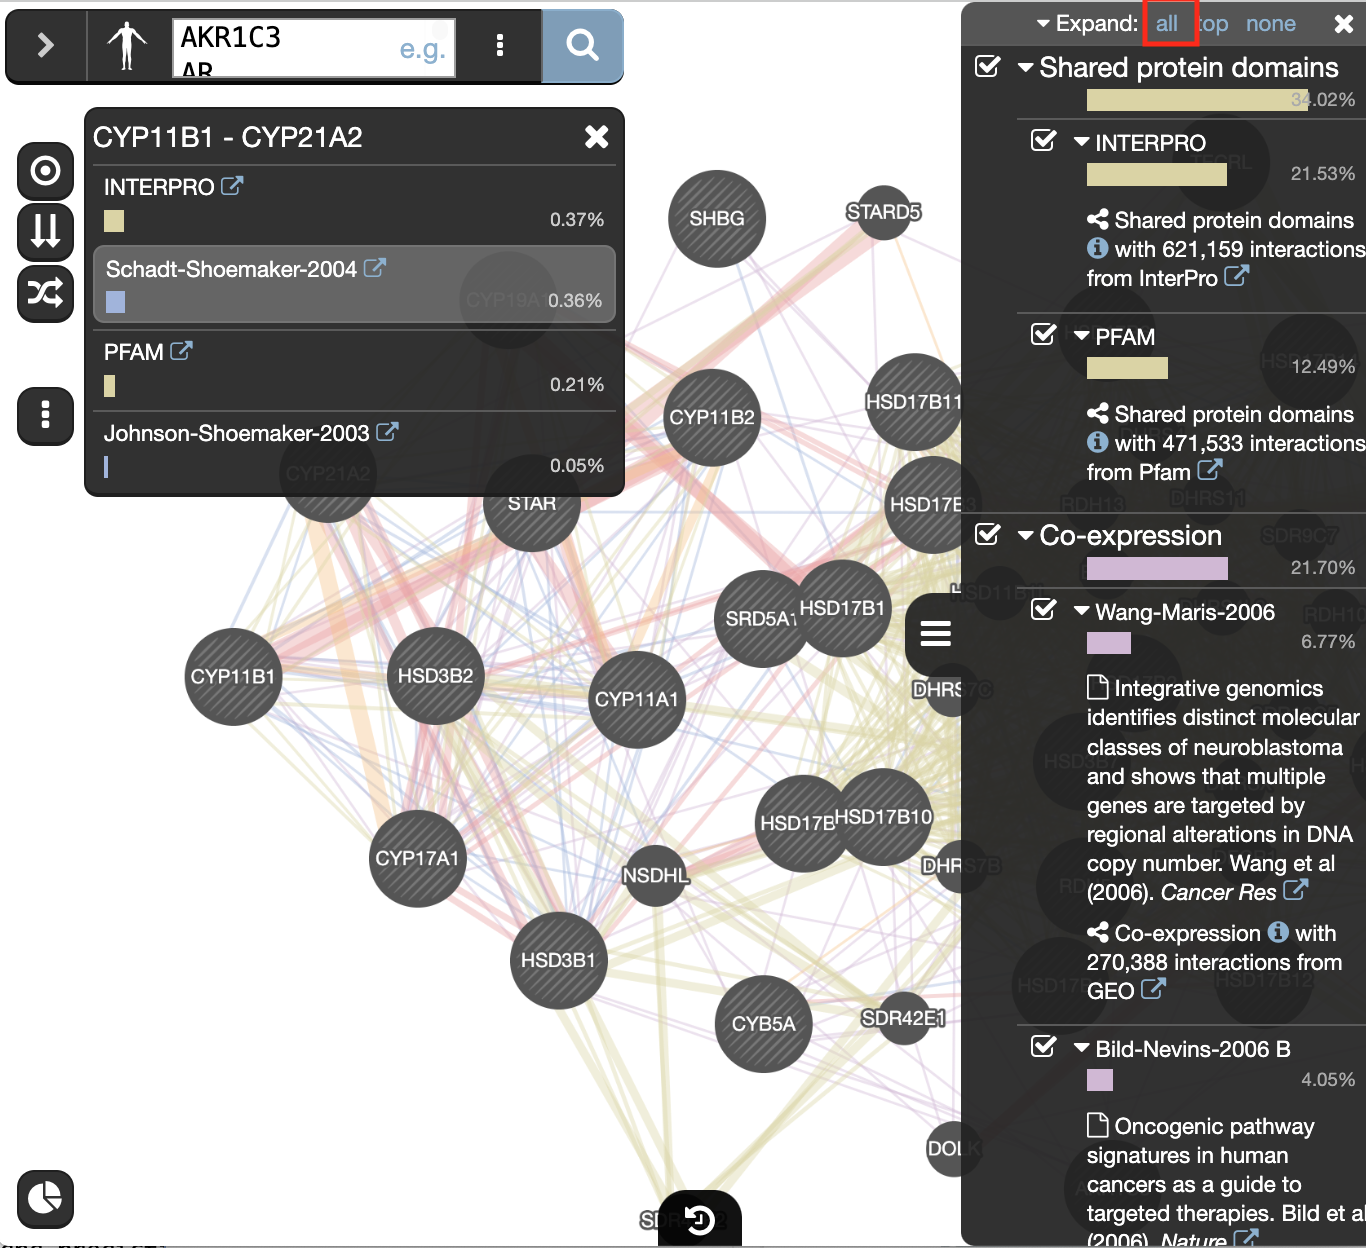 AKR1C3
AR
e.g.
Expand: all top none
CYP11B1 - CYP21A2
INTERPRO
0.37%
Schadt-Shoemaker-2004
0.36%
PFAM
0.21%
Johnson-Shoemaker-2003
0.05%
CYP19A1
CYP21A2
STAR
SHBG
STARD5
CYP11B2
HSD17B11
HSD17B3
SRD5A1
HSD17B1
CYP11B1
HSD3B2
CYP11A1
DHRS7C
HSD17B
HSD17B10
CYP17A1
NSDHL
DHRS7B
HSD3B1
CYB5A
SDR42E1
DOLK
Shared protein domains
34.02%
INTERPRO
21.53%
Shared protein domains
with 621,159 interactions
from InterPro
PFAM
12.49%
Shared protein domains
with 471,533 interactions
from Pfam
RDH13
DHRS11
Co-expression
SDR9C7
21.70%
Wang-Maris-2006
6.77%
Integrative genomics
identifies distinct molecular
classes of neuroblastoma
and shows that multiple
genes are targeted by
regional alterations in DNA
copy number. Wang et al
(2006). Cancer Res
Co-expression with
270,388 interactions from
GEO
HSD17B12
Bild-Nevins-2006 B
4.05%
Oncogenic pathway
signatures in human
cancers as a guide to
targeted therapies. Bild et al
(2006). Nature